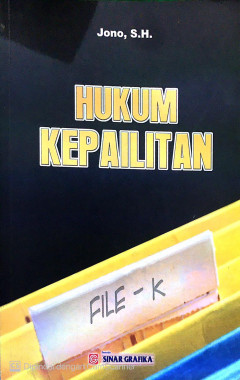 Jono, S.H.
HUKUM
KEPAILITAN
FILE - K
SINAR GRAFIKA